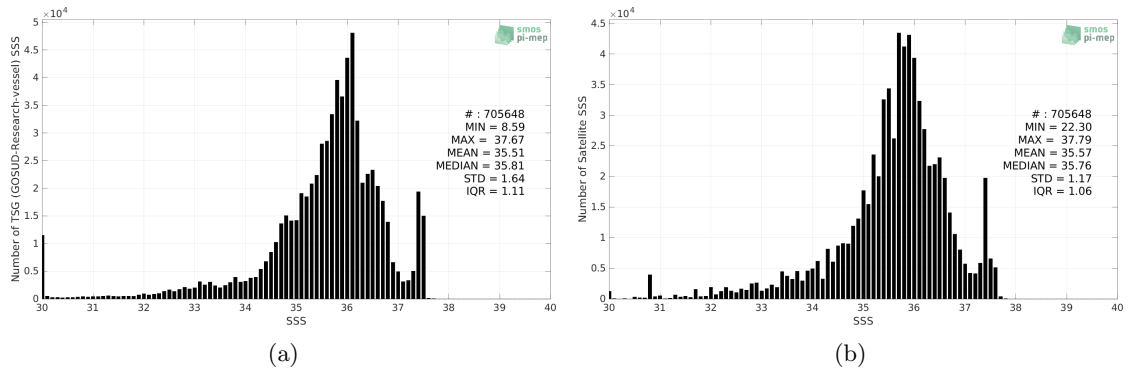 ×10⁴
5
4.5
4
3.5
3
2.5
2
1.5
1
0.5
0
Number of TSG (GOSUD-Research-vessel) SSS
smos
pi-mep
# : 705648
MIN = 8.59
MAX = 37.67
MEAN = 35.51
MEDIAN = 35.81
STD = 1.64
IQR = 1.11
30 31 32 33 34 35 36 37 38 39 40
SSS
(a)
×10⁴
4.5
4
3.5
3
2.5
2
1.5
1
0.5
0
Number of Satellite SSS
smos
pi-mep
# : 705648
MIN = 22.30
MAX = 37.79
MEAN = 35.57
MEDIAN = 35.76
STD = 1.17
IQR = 1.06
30 31 32 33 34 35 36 37 38 39 40
SSS
(b)